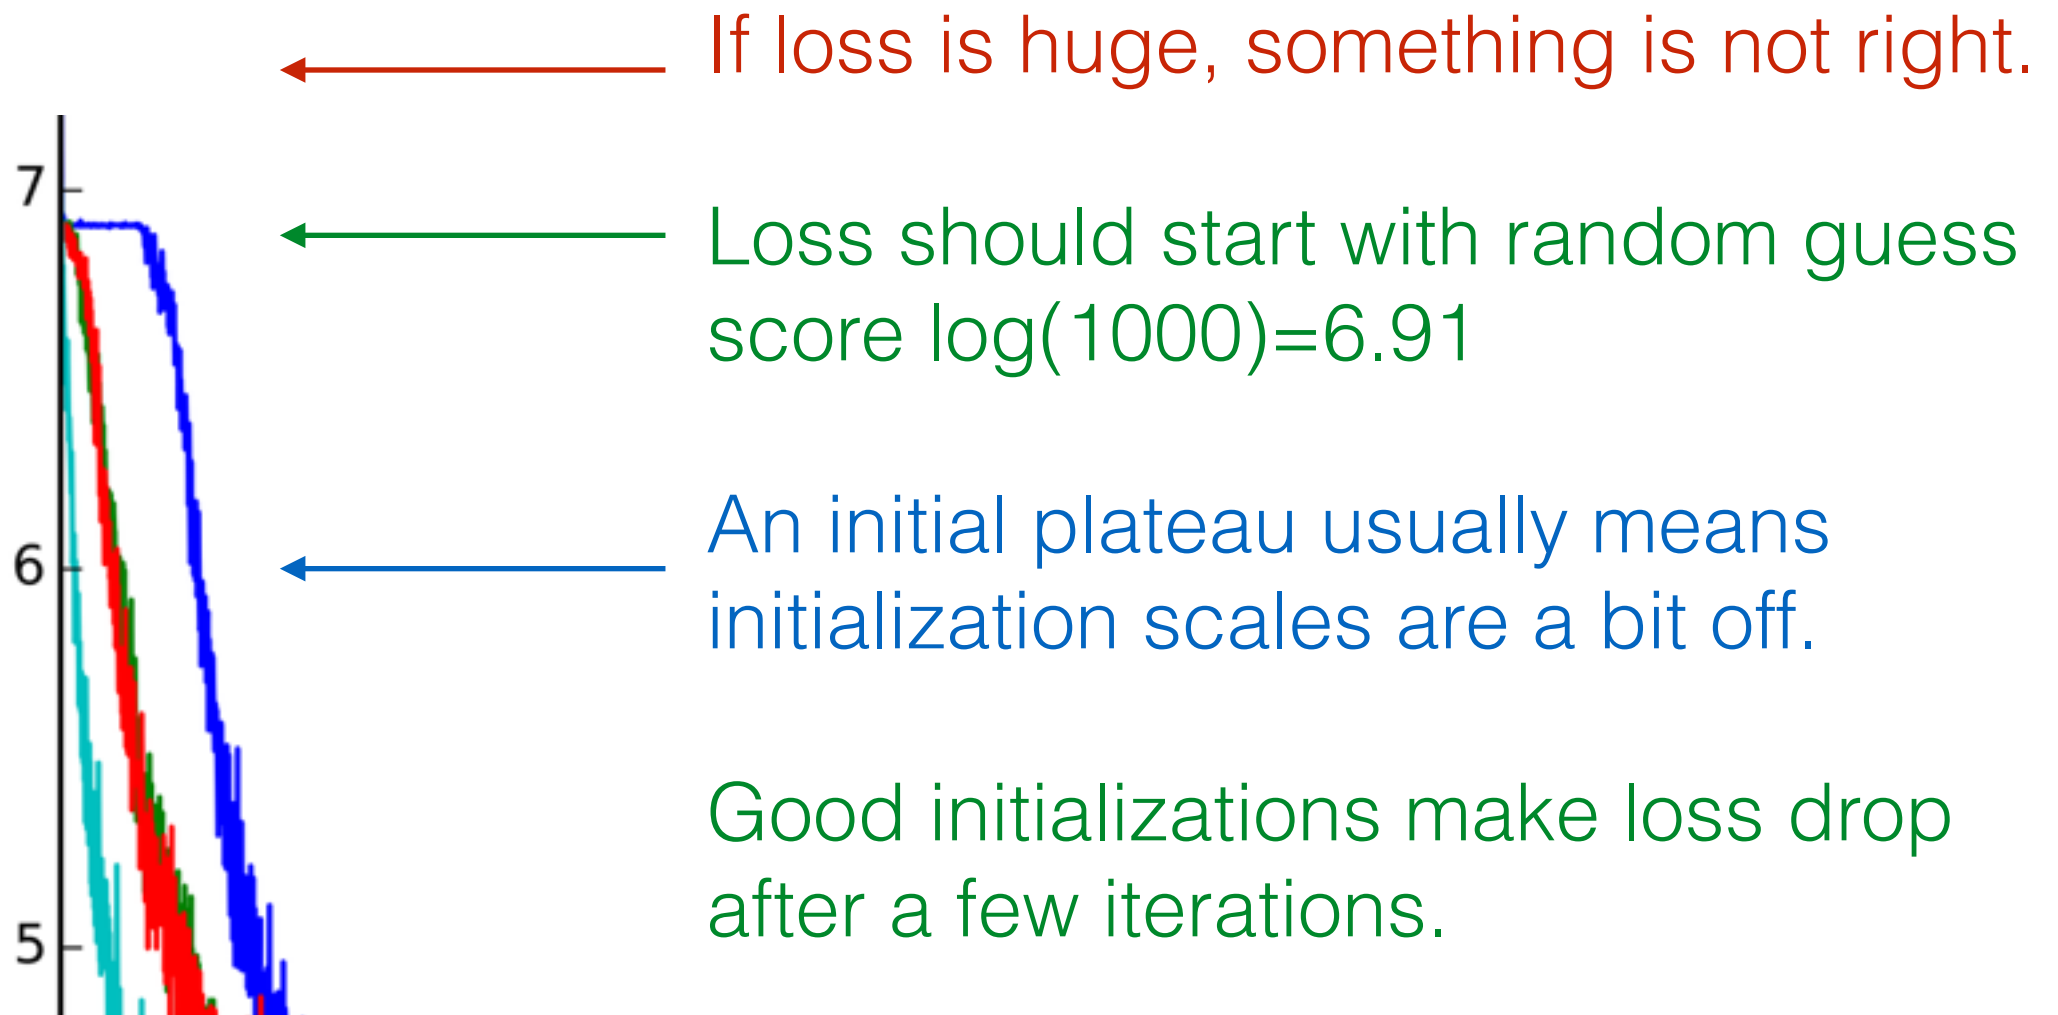 If loss is huge, something is not right.
7
Loss should start with random guess
score log(1000)=6.91
An initial plateau usually means
6
initialization scales are a bit off.
Good initializations make loss drop
after a few iterations.
5